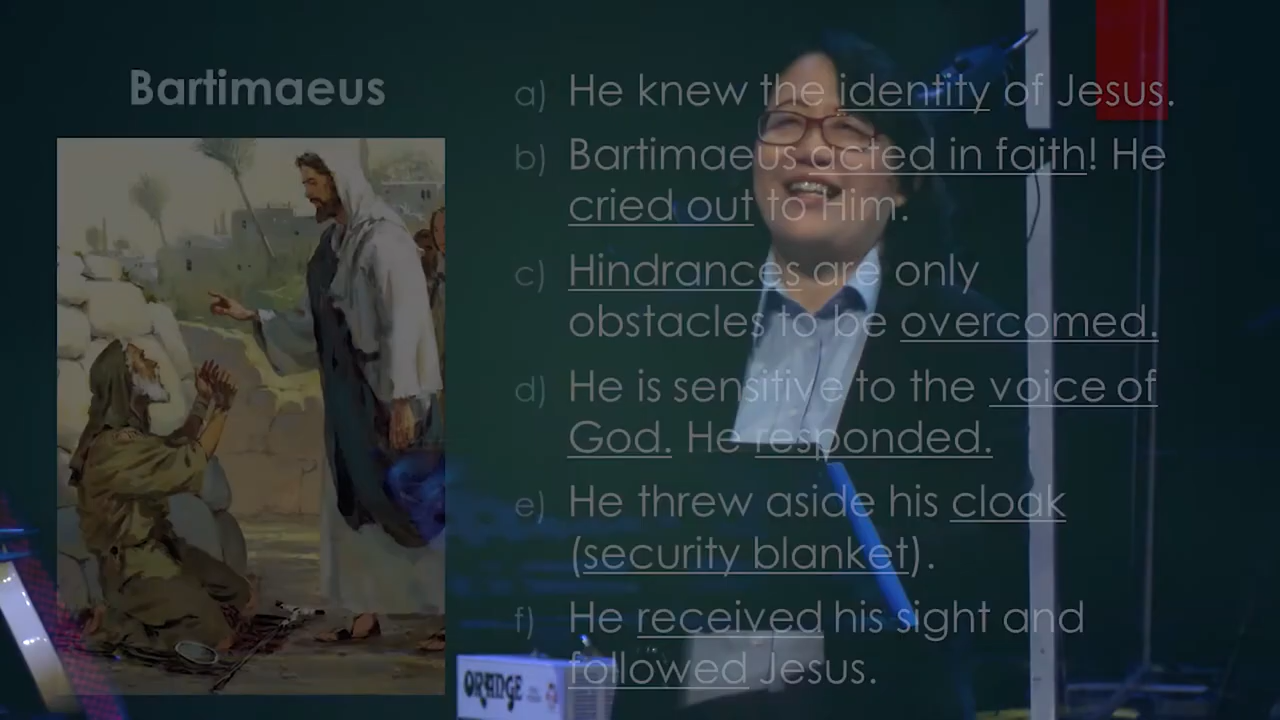 Bartimaeus
a) He knew the identity of Jesus.
b) Bartimaeus acted in faith! He
cried out to Him.
c) Hindrances are only
obstacles to be overcomed.
d) He is sensitive to the voice of
God. He responded.
e) He threw aside his cloak
(security blanket).
f) He received his sight and
followed Jesus.
ORANGE